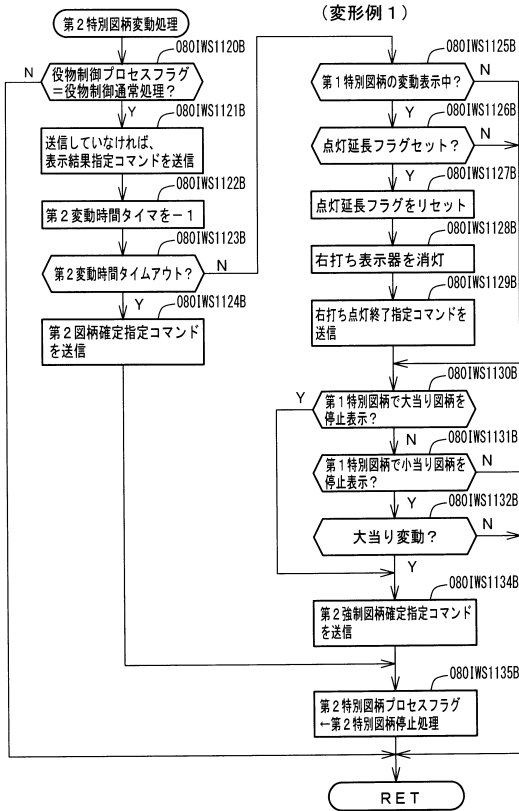 (変形例1)
第2特別図柄変動処理
080IWS1120B
N
役物制御プロセスフラグ
=役物制御通常処理?
Y
080IWS1121B
送信していなければ、
表示結果指定コマンドを送信
080IWS1122B
第2変動時間タイマを-1
080IWS1123B
第2変動時間タイムアウト?
N
Y
080IWS1124B
第2図柄確定指定コマンド
を送信
080IWS1125B
第1特別図柄の変動表示中?
N
Y
080IWS1126B
点灯延長フラグセット?
N
Y
080IWS1127B
点灯延長フラグをリセット
080IWS1128B
右打ち表示器を消灯
080IWS1129B
右打ち点灯終了指定コマンドを
送信
080IWS1130B
Y
第1特別図柄で大当り図柄を
停止表示?
N
080IWS1131B
第1特別図柄で小当り図柄を
停止表示?
N
Y
080IWS1132B
大当り変動?
N
Y
080IWS1134B
第2強制図柄確定指定コマンド
を送信
080IWS1135B
第2特別図柄プロセスフラグ
←第2特別図柄停止処理
RET